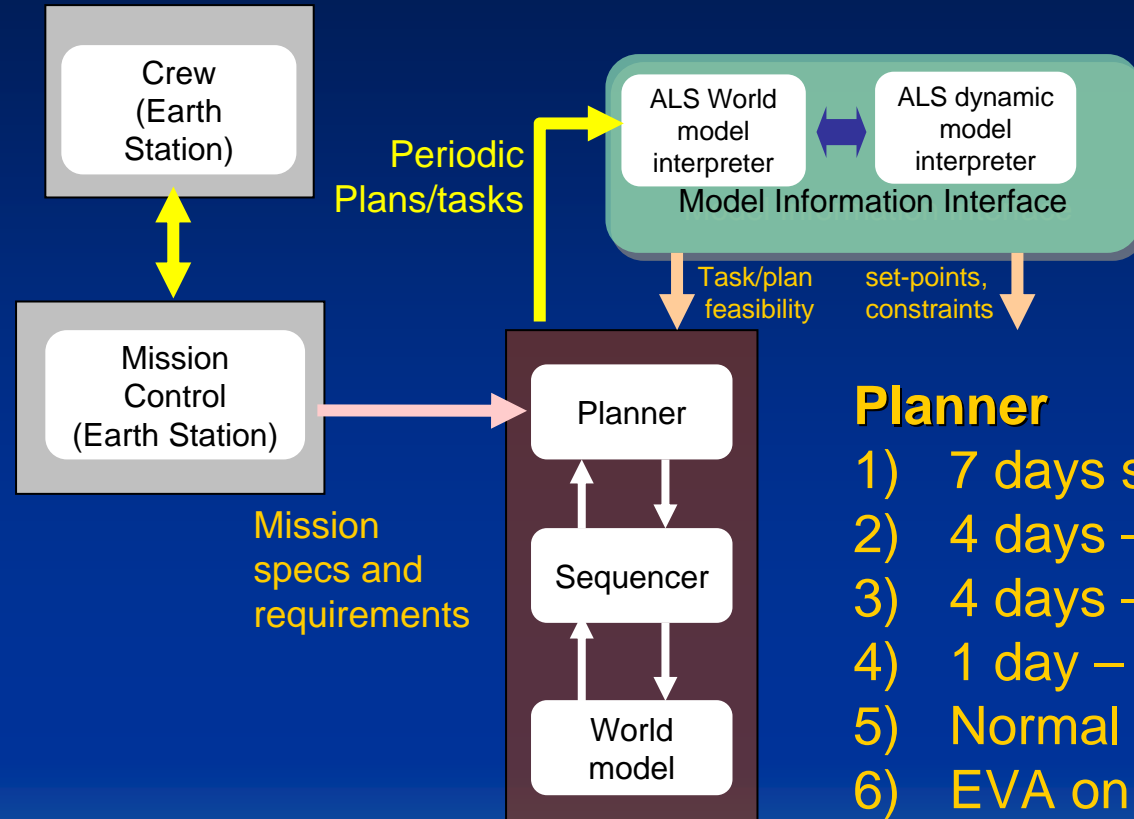 Crew
(Earth
Station)
Periodic
Plans/tasks
ALS World
model
interpreter
ALS dynamic
model
interpreter
Model Information Interface
Task/plan
feasibility
set-points,
constraints
Mission
Control
(Earth Station)
Mission
specs and
requirements
Planner
Sequencer
World
model
Planner
1) 7 days
2) 4 days –
3) 4 days –
4) 1 day –
5) Normal
6) EVA on